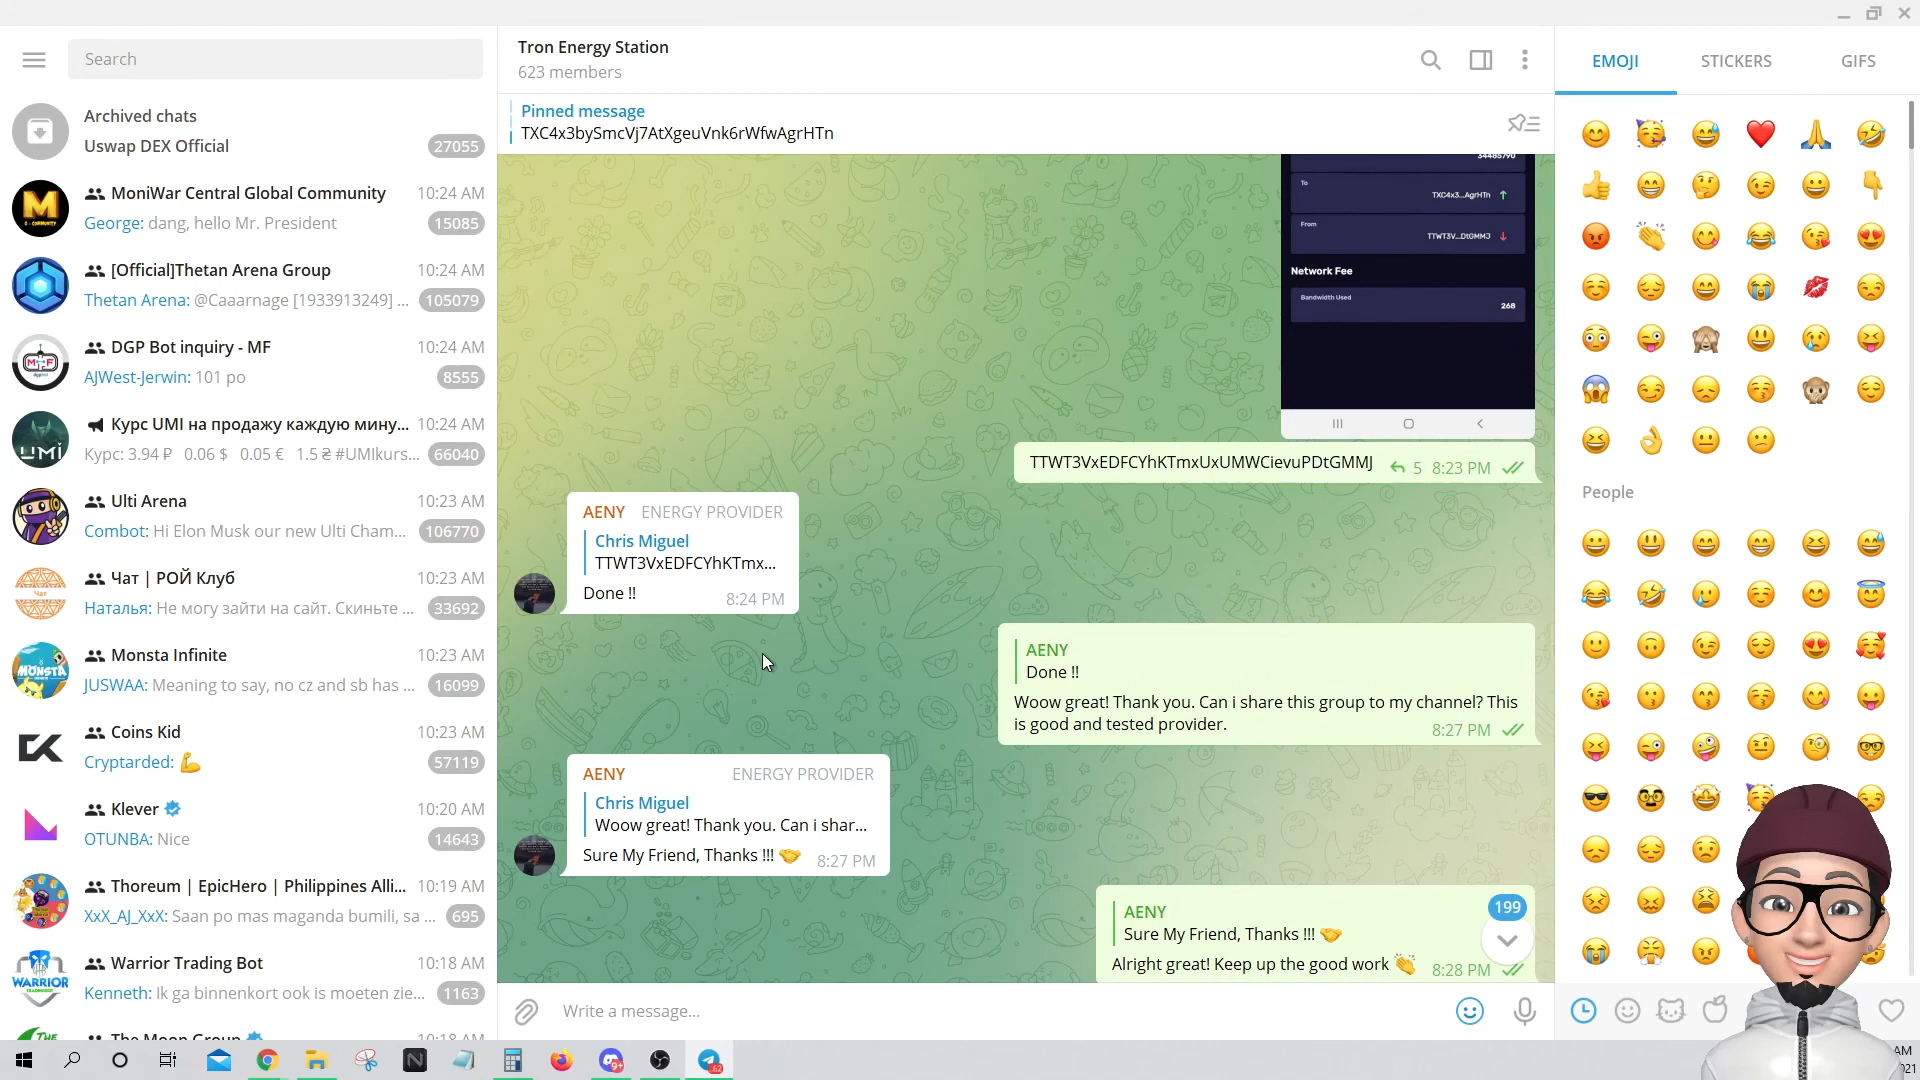 Search
Archived chats
Uswap DEX Official
27055
MoniWar Central Global Community
10:24 AM
George: dang, hello Mr. President
15085
[Official]Thetan Arena Group
10:24 AM
Thetan Arena: @Caaarnage [1933913249] ...
105079
DGP Bot inquiry - MF
10:24 AM
AJWest-Jerwin: 101 po
8555
Курс UMI на продажу каждую мину...
10:24 AM
Курс: 3.94 ₽ 0.06 $ 0.05 € 1.5 ₴ #UMIkurs...
66040
Ulti Arena
10:23 AM
Combot: Hi Elon Musk our new Ulti Cham...
106770
Чат | РОЙ Клуб
10:23 AM
Наталья: Не могу зайти на сайт. Скиньте ...
33692
Monsta Infinite
10:23 AM
JUSWAA: Meaning to say, no cz and sb has ...
16099
Coins Kid
10:23 AM
Cryptarded: 💪
57119
Klever
10:20 AM
OTUNBA: Nice
14643
Thoreum | EpicHero | Philippines Alli...
10:19 AM
XxX_AJ_XxX: Saan po mas maganda bumili, sa ...
695
Warrior Trading Bot
10:18 AM
Kenneth: Ik ga binnenkort ook is moeten zie...
1163
The Moon Group
10:18 AM
Tron Energy Station
623 members
Pinned message
TXC4x3bySmcVj7AtXgeuVnk6rWfwAgrHTn
34485790
To
TXC4x3...AgrHTn
From
TTWT3V...DtGMMJ
Network Fee
Bandwidth Used
268
TTWT3VxEDFCYhKTmxUxUMWCievuPDtGMMJ
5 8:23 PM
AENY ENERGY PROVIDER
Chris Miguel
TTWT3VxEDFCYhKTmx...
Done !!
8:24 PM
AENY
Done !!
Woow great! Thank you. Can i share this group to my channel? This
is good and tested provider.
8:27 PM
AENY ENERGY PROVIDER
Chris Miguel
Woow great! Thank you. Can i shar...
Sure My Friend, Thanks !!! 🤝
8:27 PM
AENY
Sure My Friend, Thanks !!! 🤝
Alright great! Keep up the good work 👏
8:28 PM
199
Write a message...
EMOJI
STICKERS
GIFS
People
9+
.62
AM